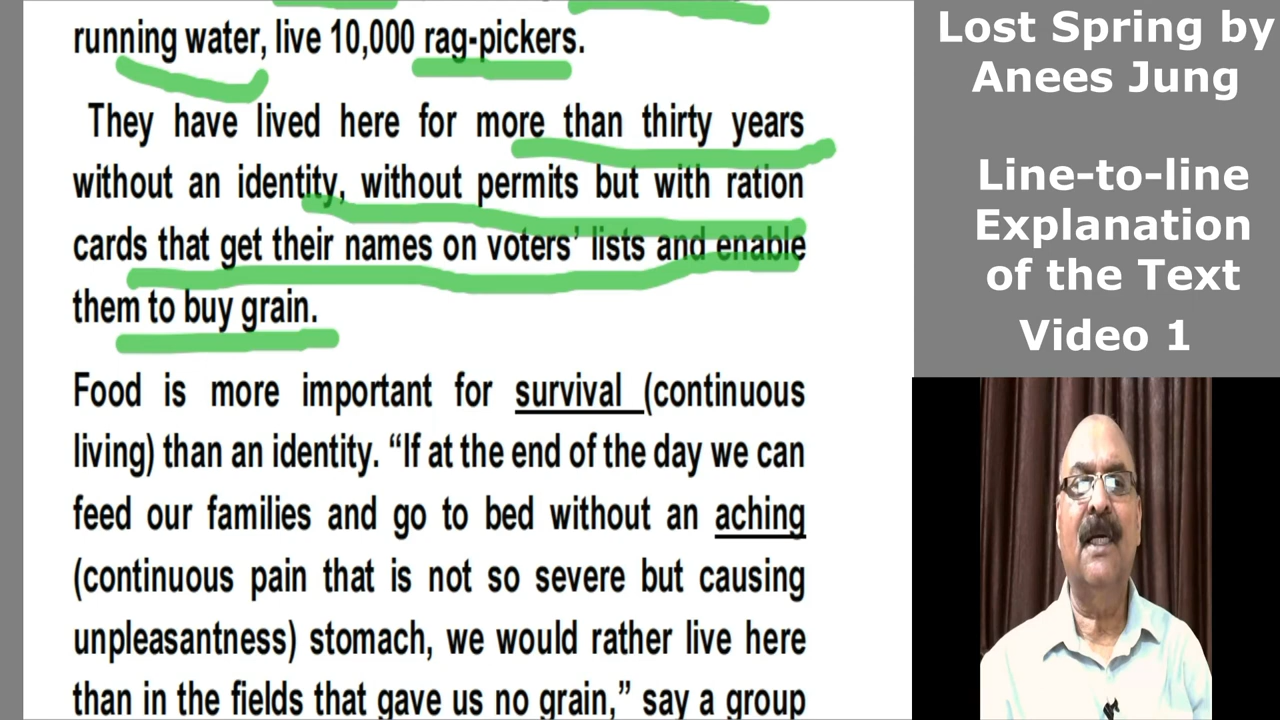 running water, live 10,000 rag-pickers.
They have lived here for more than thirty years
without an identity, without permits but with ration
cards that get their names on voters' lists and enable
them to buy grain.
Food is more important for survival (continuous
living) than an identity. “If at the end of the day we can
feed our families and go to bed without an aching
(continuous pain that is not so severe but causing
unpleasantness) stomach, we would rather live here
than in the fields that gave us no grain,” say a group
Lost Spring by
Anees Jung
Line-to-line
Explanation
of the Text
Video 1